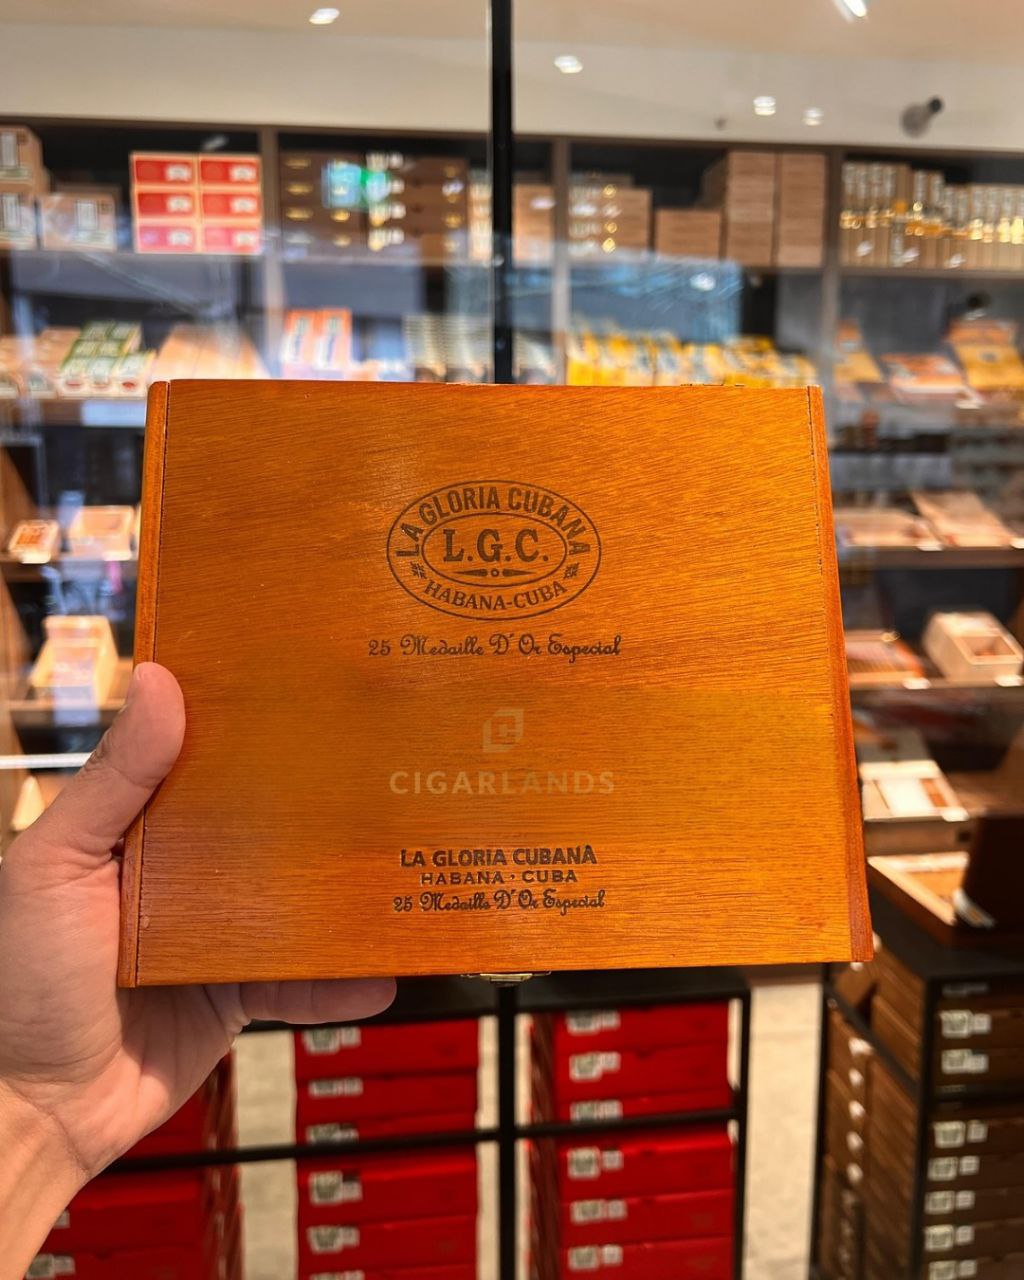 LA GLORIA CUBANA
L.G.C.
HABANA-CUBA
25 Medaille D'Or Especial
CIGARLANDS
LA GLORIA CUBANA
HABANA · CUBA
25 Medaille D'Or Especial